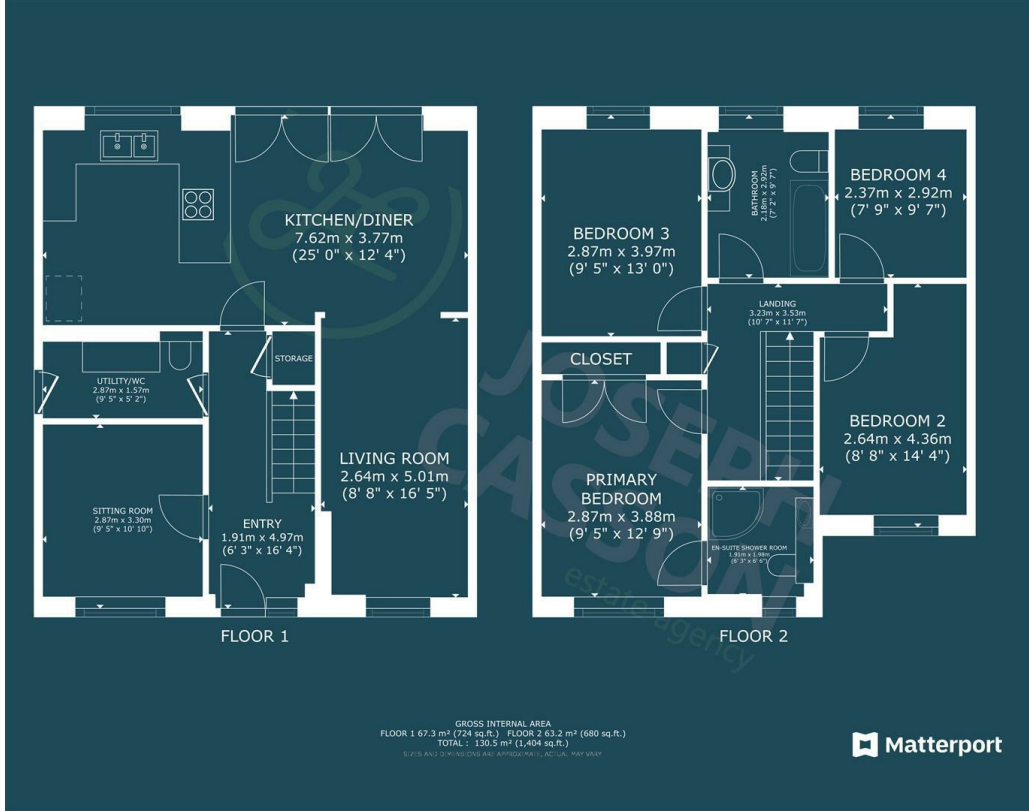 KITCHEN/DINER
7.62m x 3.77m
(25' 0" x 12' 4")
STORAGE
UTILITY/WC
2.87m x 1.57m
(9' 5" x 5' 2")
LIVING ROOM
2.64m x 5.01m
(8' 8" x 16' 5")
SITTING ROOM
2.87m x 3.30m
(9' 5" x 10' 10")
ENTRY
1.91m x 4.97m
(6' 3" x 16' 4")
FLOOR 1
BEDROOM 3
2.87m x 3.97m
(9' 5" x 13' 0")
BATHROOM
2.18m x 2.92m
(7' 2" x 9' 7")
BEDROOM 4
2.37m x 2.92m
(7' 9" x 9' 7")
LANDING
3.23m x 3.53m
(10' 7" x 11' 7")
CLOSET
BEDROOM 2
2.64m x 4.36m
(8' 8" x 14' 4")
PRIMARY
BEDROOM
2.87m x 3.88m
(9' 5" x 12' 9")
EN-SUITE SHOWER ROOM
1.91m x 1.98m
(6' 3" x 6' 6")
FLOOR 2
JOSEPH
CASSON
estate agency
GROSS INTERNAL AREA
FLOOR 1 67.3 m² (724 sq.ft.) FLOOR 2 63.2 m² (680 sq.ft.)
TOTAL : 130.5 m² (1,404 sq.ft.)
SIZES AND DIMENSIONS ARE APPROXIMATE, ACTUAL MAY VARY
Matterport